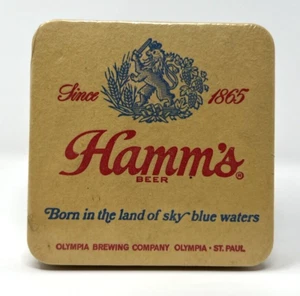 Since 1865
Hamm's®
BEER
Born in the land of sky blue waters
OLYMPIA BREWING COMPANY OLYMPIA • ST. PAUL